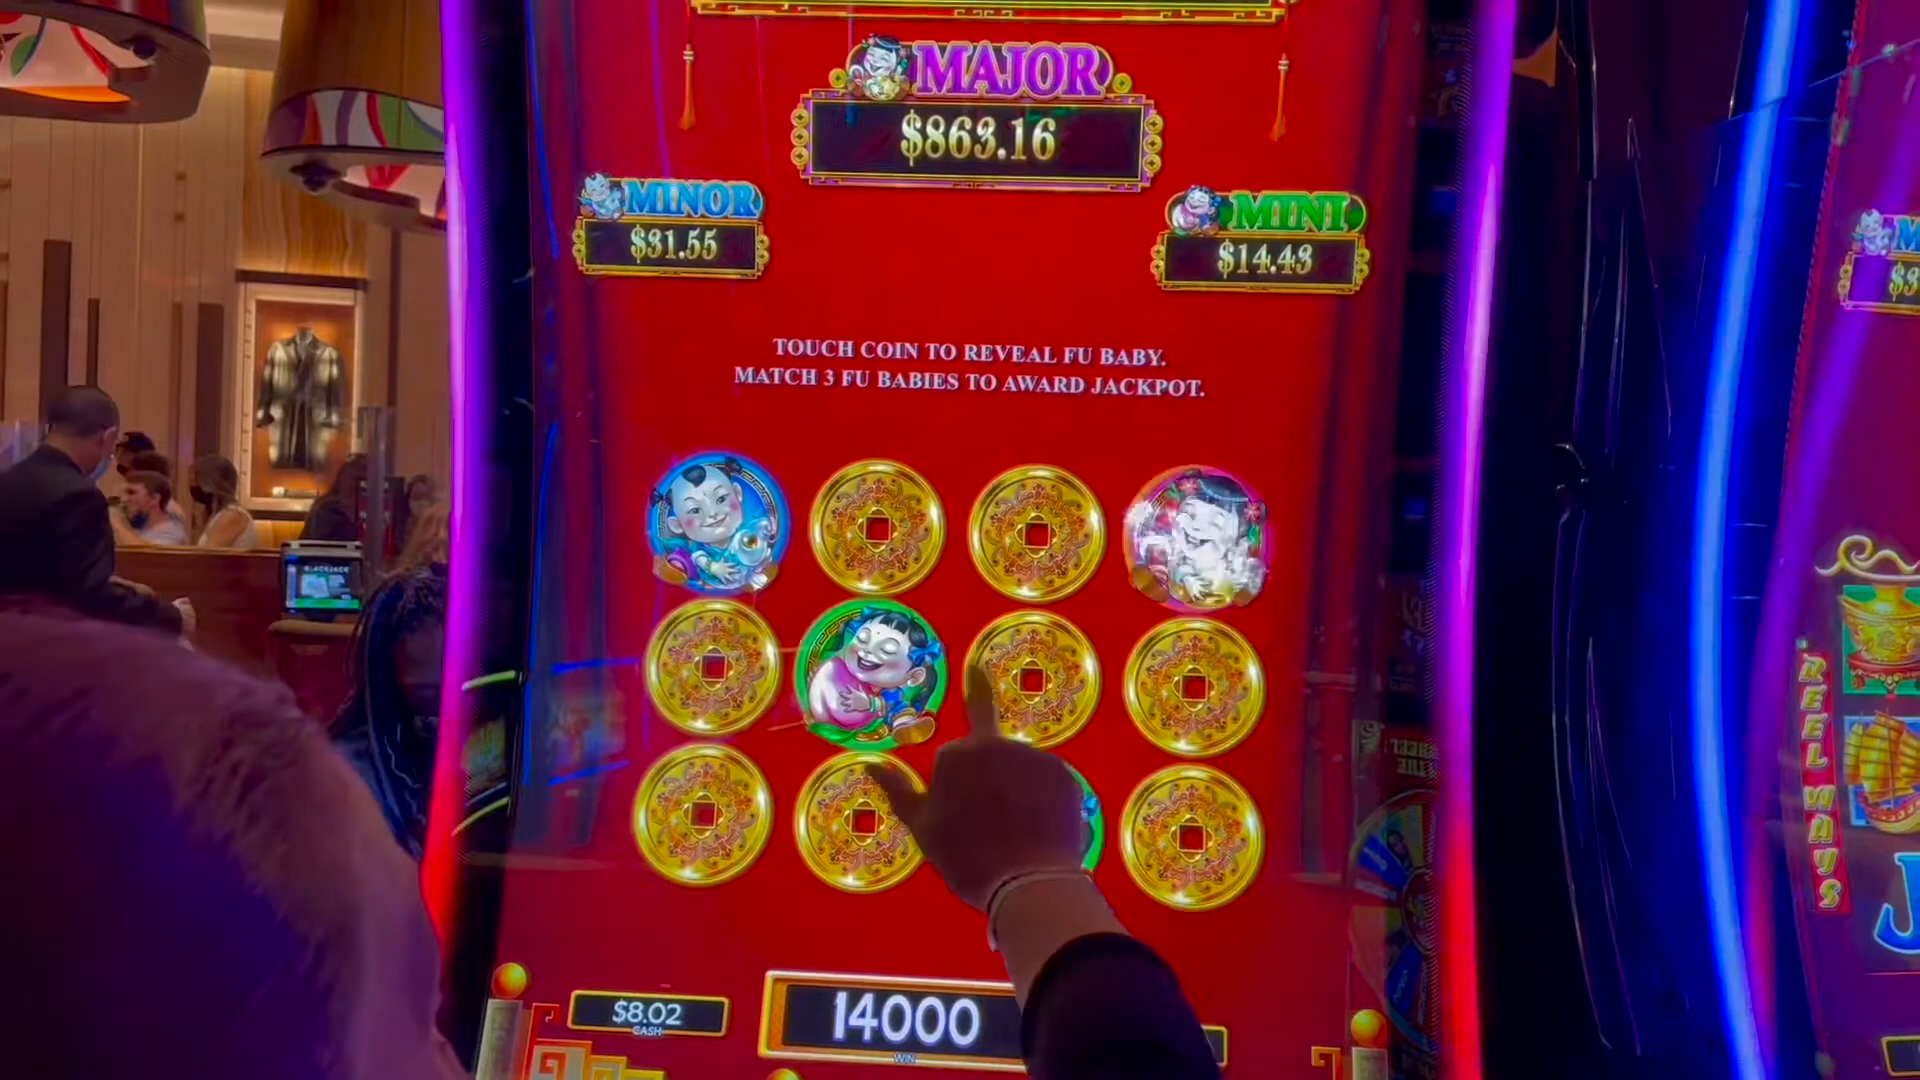 MAJOR
$863.16
MINOR
$31.55
MINI
$14.43
TOUCH COIN TO REVEAL FU BABY.
MATCH 3 FU BABIES TO AWARD JACKPOT.
BLACKJACK
REEL WAYS
$8.02
CASH
14000
WIN